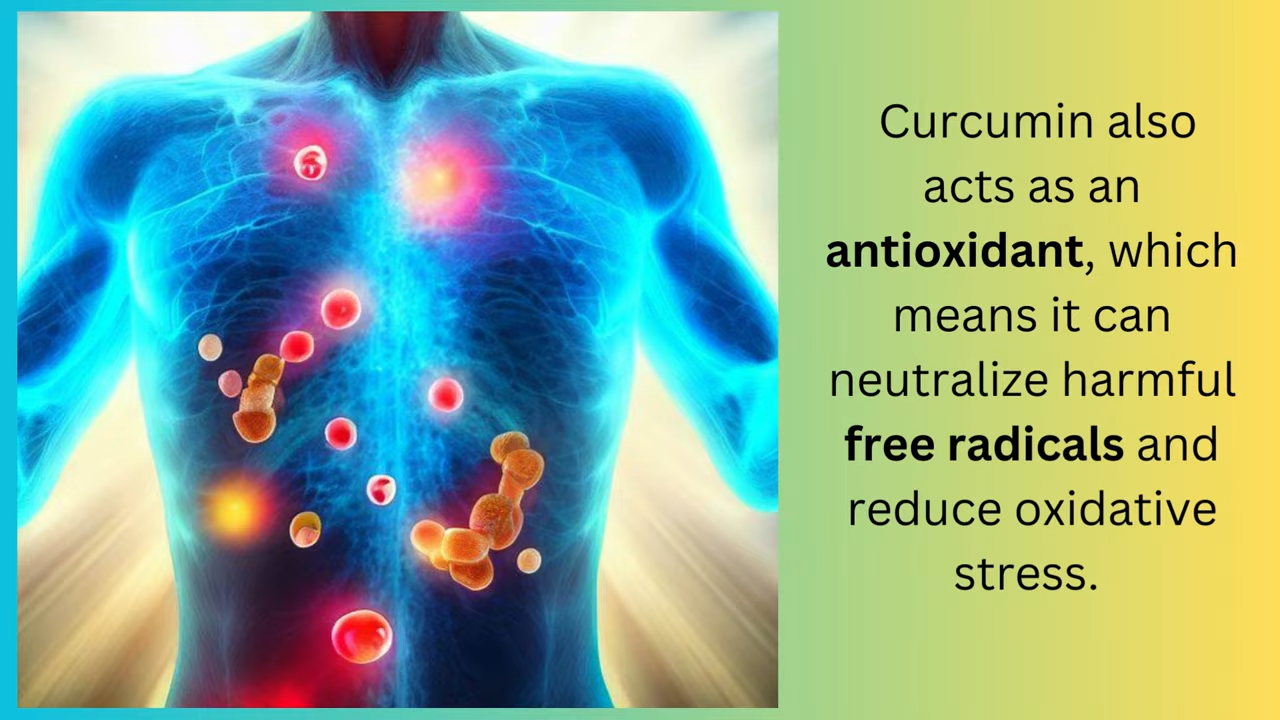 Curcumin also
acts as an
antioxidant, which
means it can
neutralize harmful
free radicals and
reduce oxidative
stress.